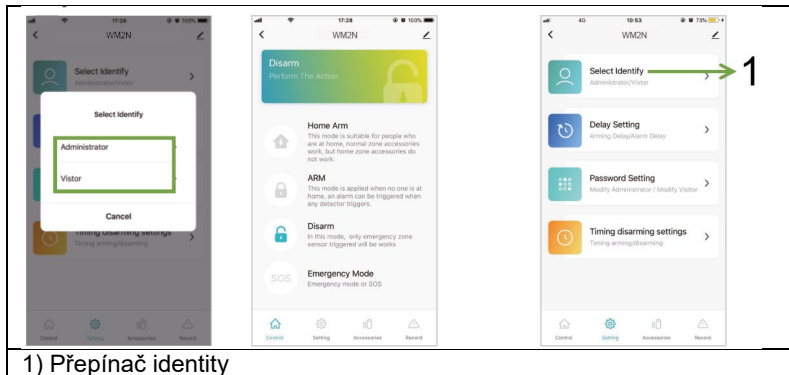 17:28
100%
WM2N
Select Identify
Administrator/Vistor
Select Identify
Administrator
Vistor
Cancel
Timing disarming settings
Timing arming/disarming
Control Setting Accessories Record
17:28
100%
WM2N
Disarm
Perform The Action
Home Arm
This mode is suitable for people who
are at home, normal zone accessories
work, but home zone accessories do
not work.
ARM
This mode is applied when no one is at
home, an alarm can be triggered when
any detector triggers.
Disarm
In this mode, only emergency zone
sensor triggered will be works
SOS
Emergency Mode
Emergency mode or SOS
Control Setting Accessories Record
4G 10:53 73%
WM2N
Select Identify
Administrator/Vistor
1
Delay Setting
Arming Delay/Alarm Delay
Password Setting
Modify Administrator / Modify Visitor
Timing disarming settings
Timing arming/disarming
Control Setting Accessories Record
1) Přepínač identity